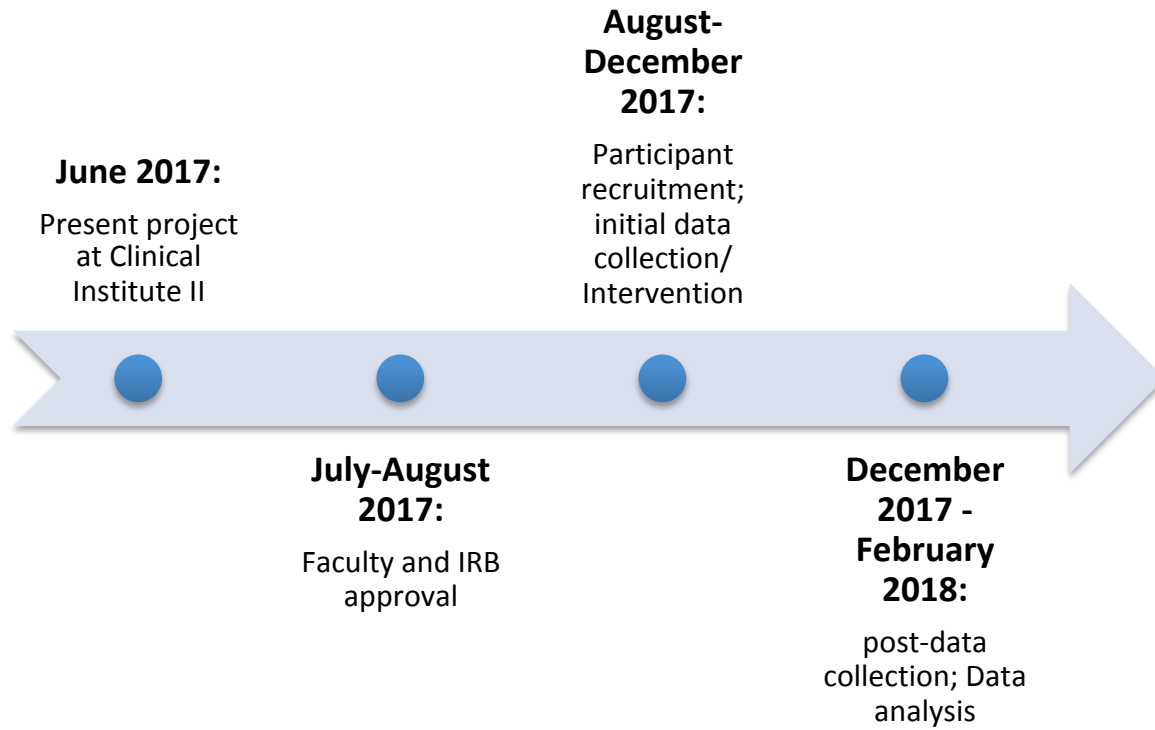 June 2017:
Present project
at Clinical
Institute II
July-August
2017:
Faculty and IRB
approval
August-
December
2017:
Participant
recruitment;
initial data
collection/
Intervention
December
2017 -
February
2018:
post-data
collection; Data
analysis